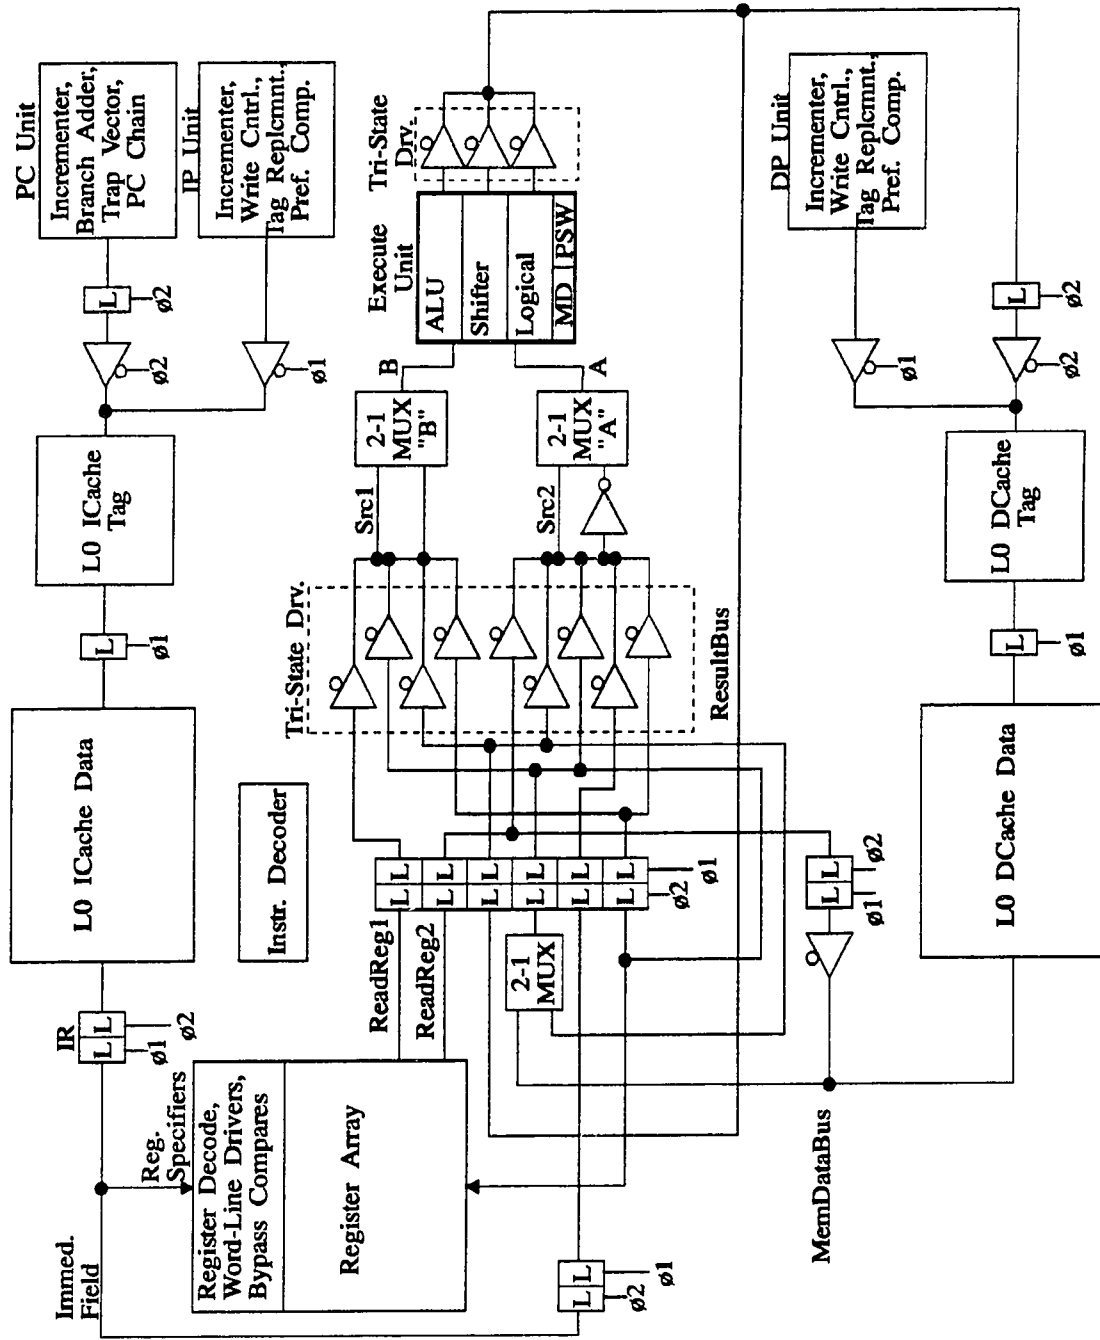 PC Unit
Incrementer,
Branch Adder,
Trap Vector,
PC Chain
IP Unit
Incrementer,
Write Cntrl.,
Tag Replcmnt.,
Pref. Comp.
L
ø2
ø2
ø1
L0 ICache
Tag
L
ø1
L0 ICache Data
IR
L L
ø1
ø2
Immed.
Field
Reg.
Specifiers
Register Decode,
Word-Line Drivers,
Bypass Compares
Register Array
Instr. Decoder
ReadReg1
ReadReg2
L L
L L
L L
L L
L L
L L
ø2
ø1
2-1
MUX
L L
ø2
ø1
Tri-State Drv.
Src1
Src2
2-1
MUX
"B"
2-1
MUX
"A"
B
A
Execute
Unit
ALU
Shifter
Logical
MD
PSW
Tri-State
Drv.
ResultBus
MemDataBus
L L
ø1
ø2
DP Unit
Incrementer,
Write Cntrl.,
Tag Replcmnt.,
Pref. Comp.
ø1
L
ø2
ø2
L0 DCache
Tag
L
ø1
L0 DCache Data